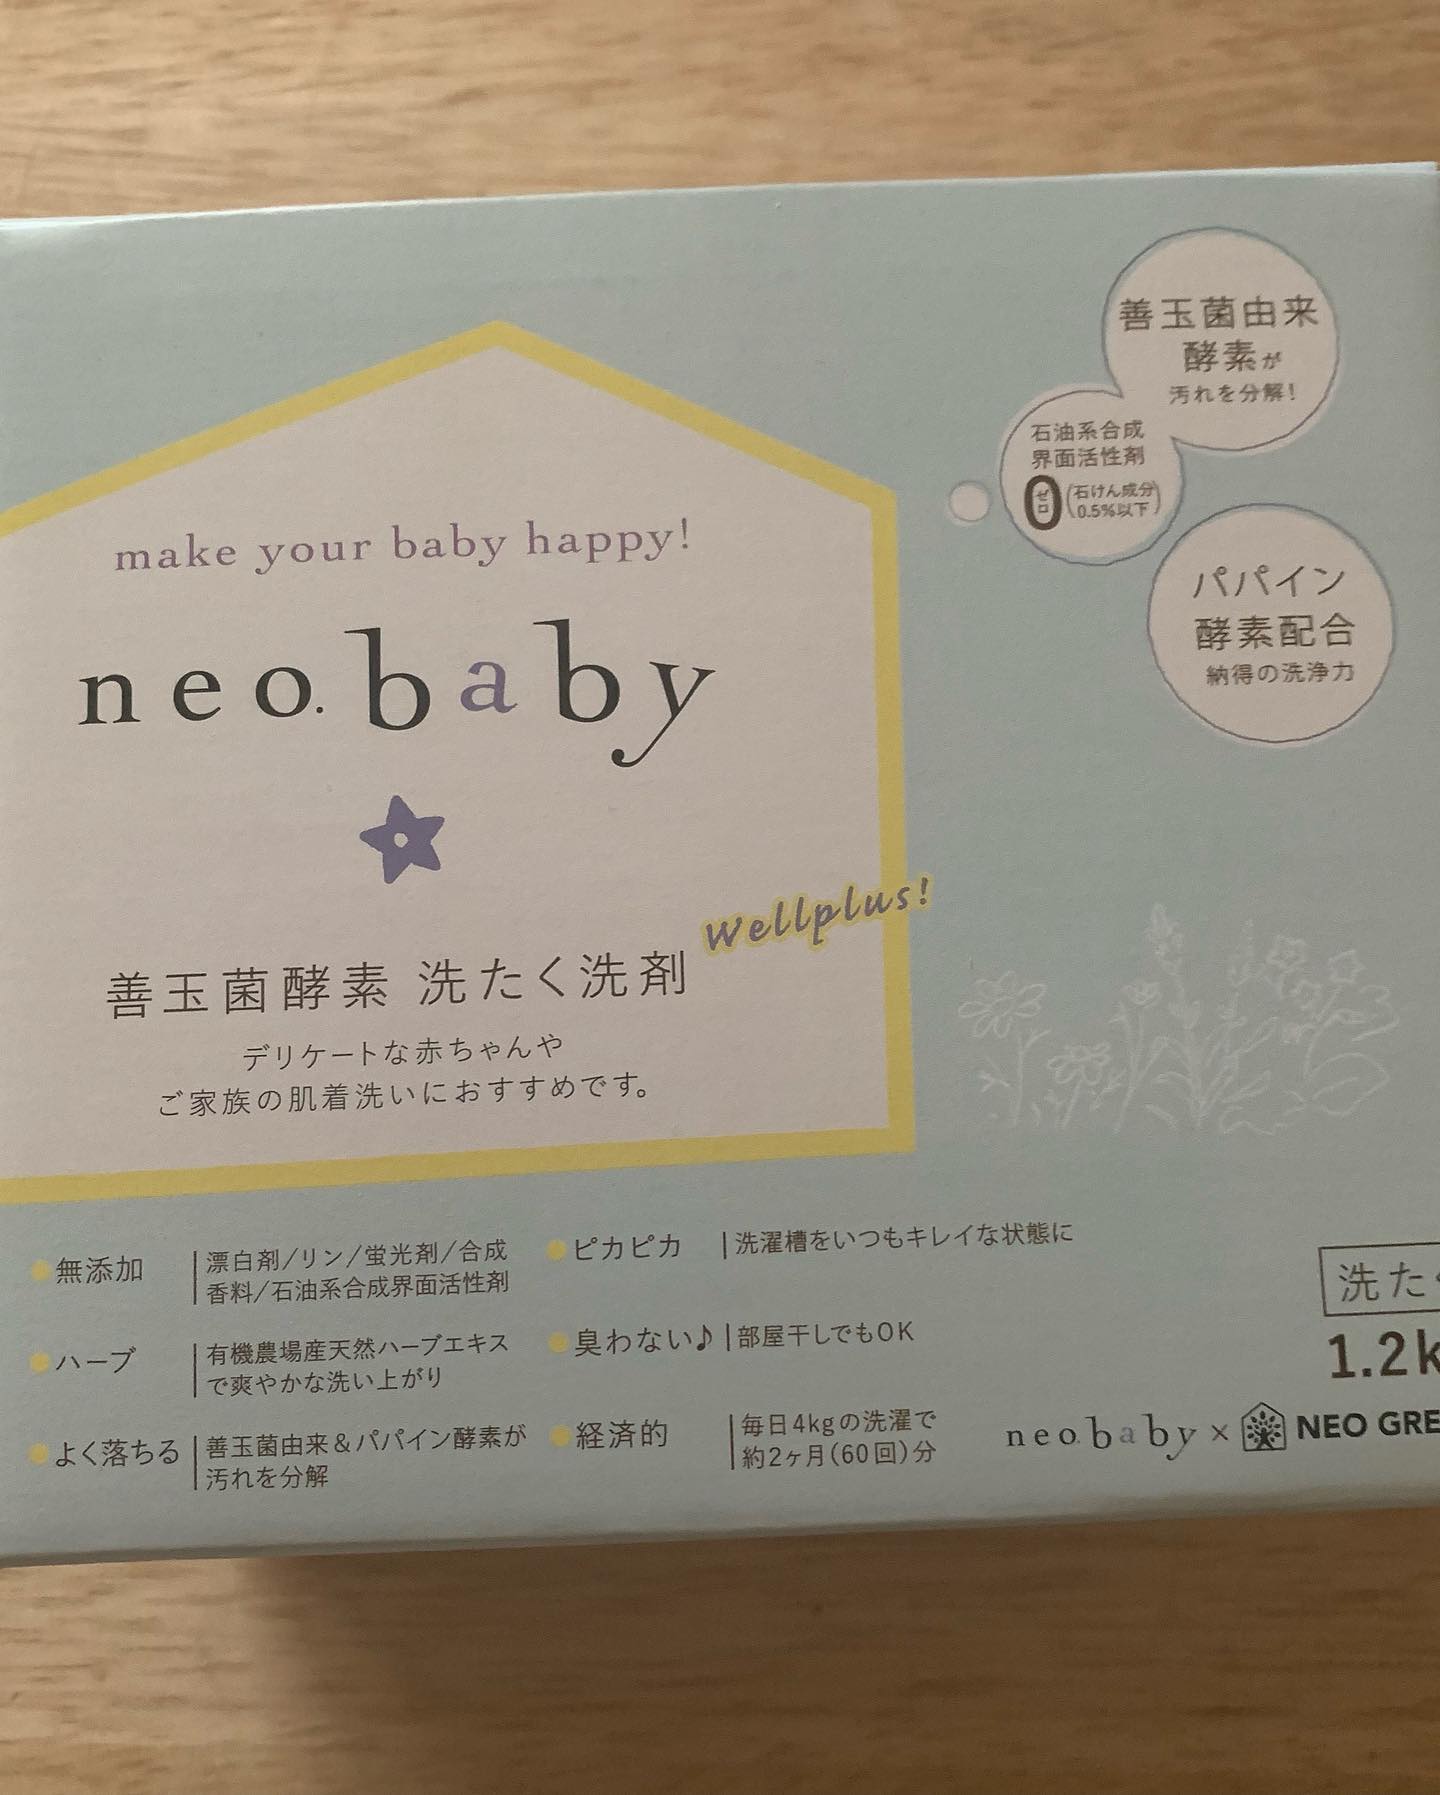 善玉菌由来
酵素が
汚れを分解!
石油系合成
界面活性剤
0 ゼロ (石けん成分
0.5%以下)
パパイン
酵素配合
納得の洗浄力
make your baby happy!
neo.baby
Wellplus!
善玉菌酵素 洗たく洗剤
デリケートな赤ちゃんや
ご家族の肌着洗いにおすすめです。
無添加
漂白剤/リン/蛍光剤/合成
香料/石油系合成界面活性剤
ピカピカ
洗濯槽をいつもキレイな状態に
ハーブ
有機農場産天然ハーブエキス
で爽やかな洗い上がり
臭わない♪
部屋干しでもOK
よく落ちる
善玉菌由来&パパイン酵素が
汚れを分解
経済的
毎日4kgの洗濯で
約2ヶ月(60回)分
洗た
1.2k
neo.baby × NEO GRE